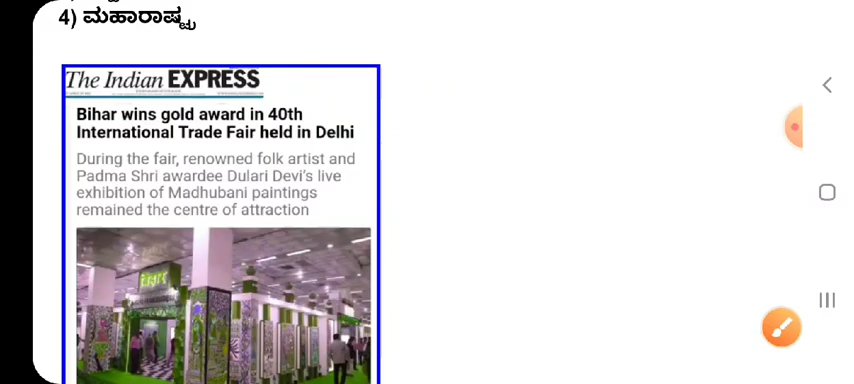 4) ಮಹಾರಾಷ್ಟ್ರ
The Indian EXPRESS
Bihar wins gold award in 40th
International Trade Fair held in Delhi
During the fair, renowned folk artist and
Padma Shri awardee Dulari Devi's live
exhibition of Madhubani paintings
remained the centre of attraction
बिहार